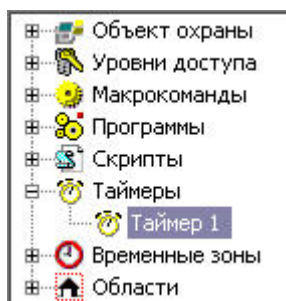 Объект охраны
Уровни доступа
Макрокоманды
Программы
Скрипты
Таймеры
Таймер 1
Временные зоны
Области